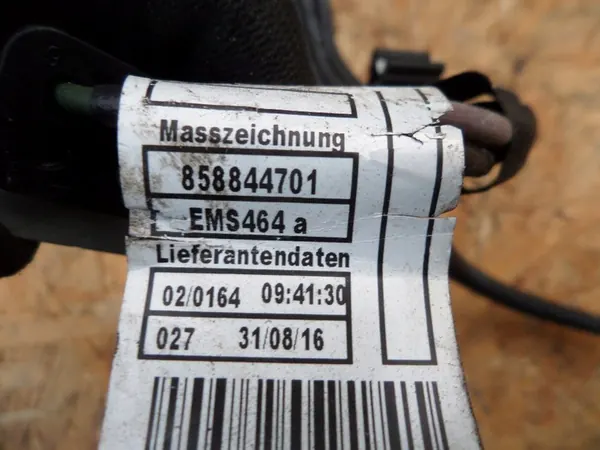 Masszeichnung
858844701
EMS464 a
Lieferantendaten
02/0164 09:41:30
027 31/08/16